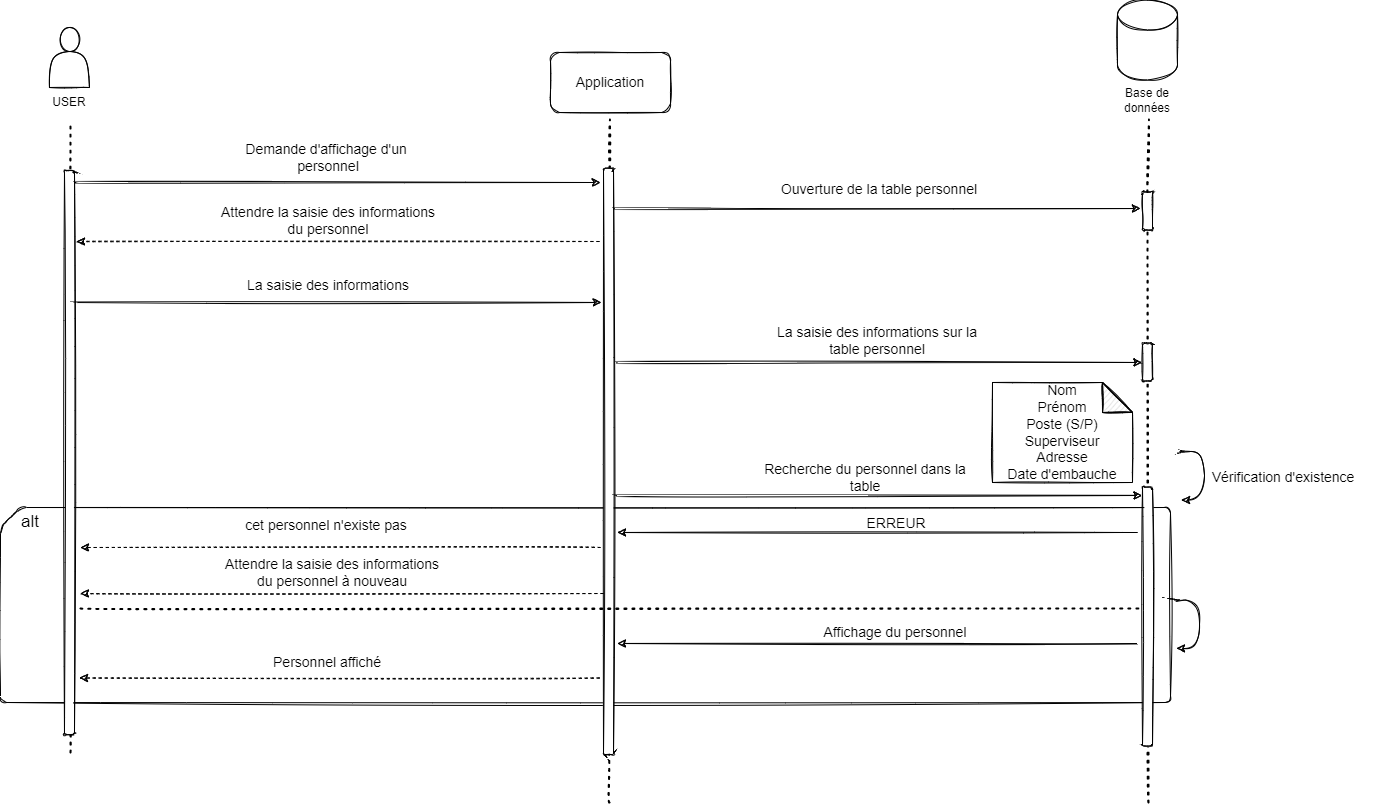 USER
Application
Base de
données
Demande d'affichage d'un
personnel
Ouverture de la table personnel
Attendre la saisie des informations
du personnel
La saisie des informations
La saisie des informations sur la
table personnel
Nom
Prénom
Poste (S/P)
Superviseur
Adresse
Date d'embauche
Recherche du personnel dans la
table
Vérification d'existence
alt
cet personnel n'existe pas
ERREUR
Attendre la saisie des informations
du personnel à nouveau
Affichage du personnel
Personnel affiché